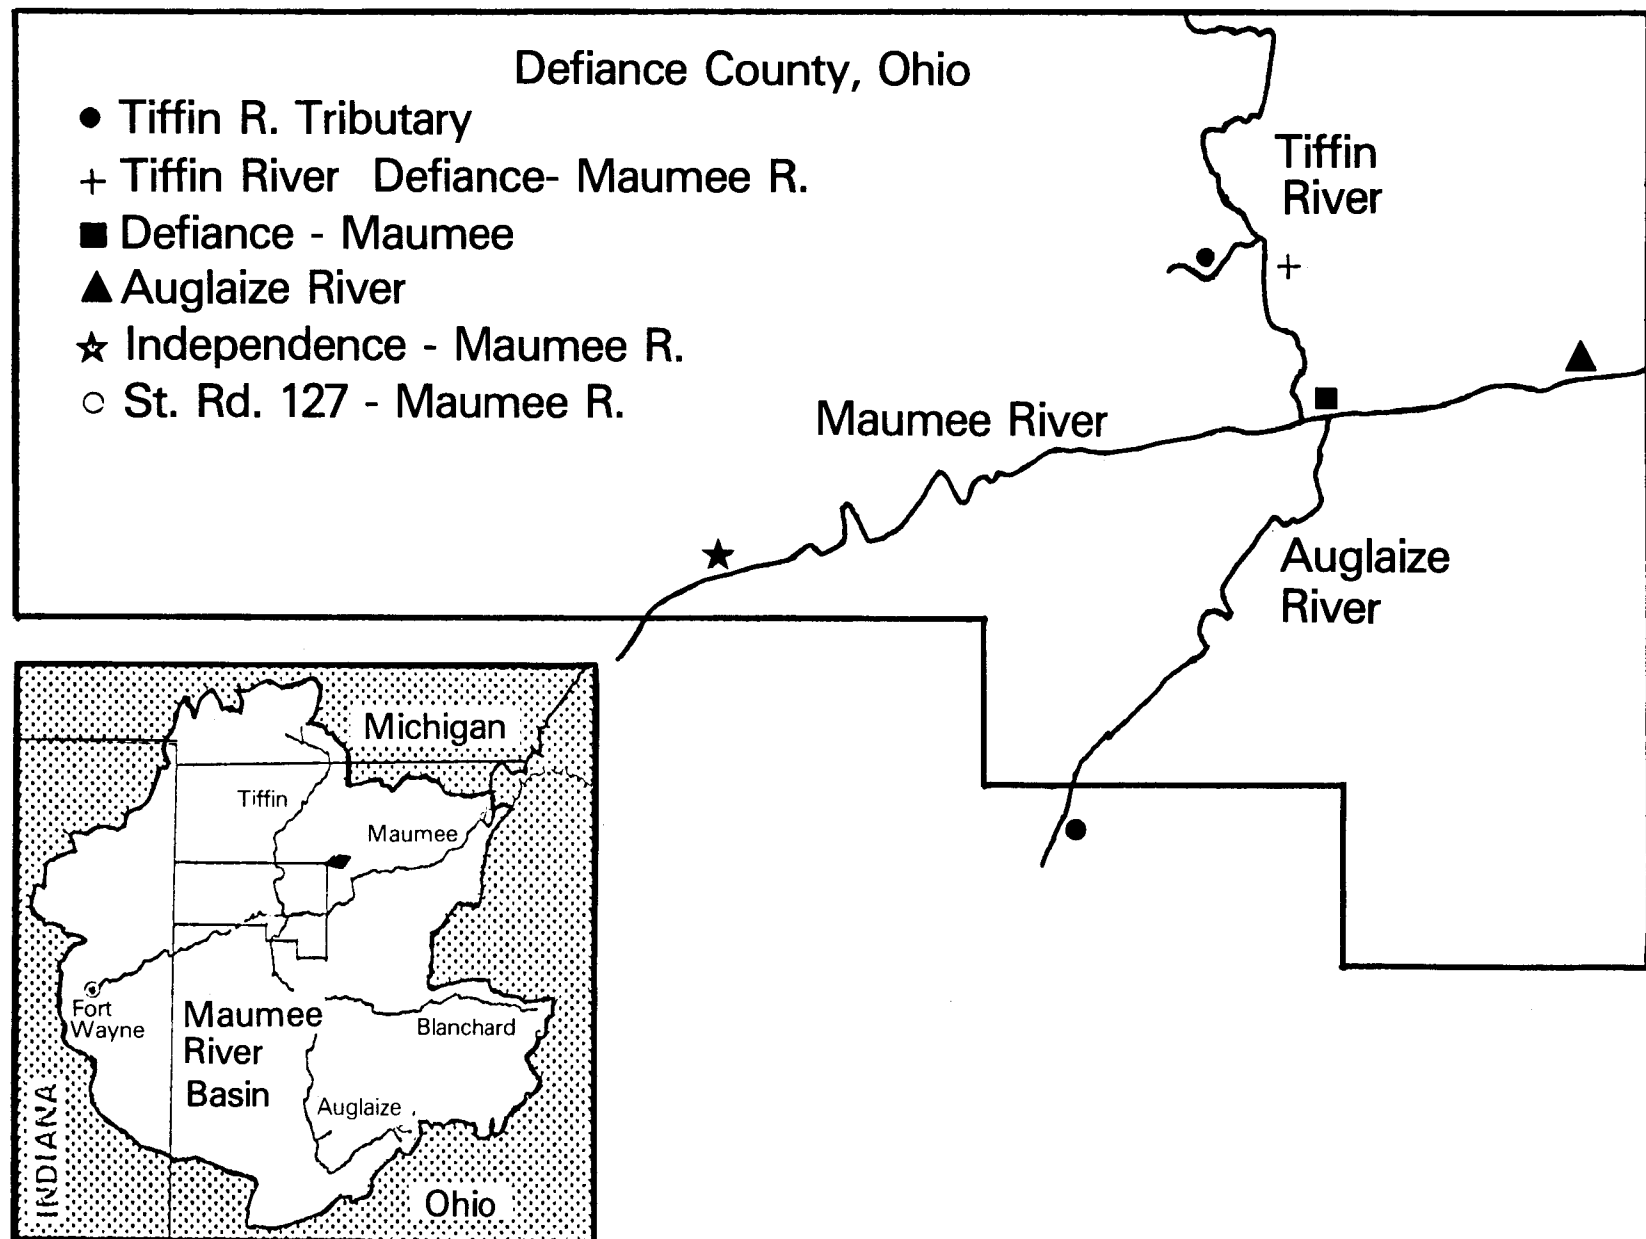 Defiance County, Ohio
Tiffin R. Tributary
Tiffin River Defiance- Maumee R.
Defiance - Maumee
Auglaize River
Independence - Maumee R.
St. Rd. 127 - Maumee R.
Tiffin
River
Maumee River
Auglaize
River
Michigan
Tiffin
Maumee
Fort
Wayne
Maumee
River
Basin
Blanchard
Auglaize
INDIANA
Ohio